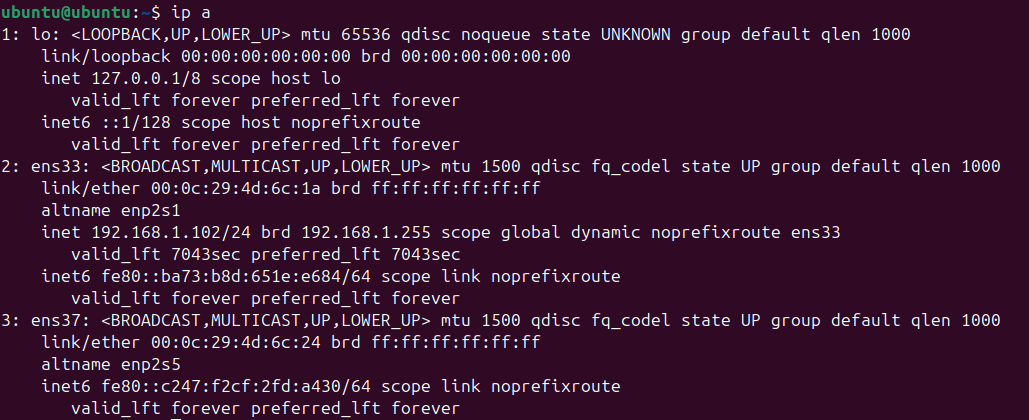 ubuntu@ubuntu:~$ ip a
1: lo: <LOOPBACK,UP,LOWER_UP> mtu 65536 qdisc noqueue state UNKNOWN group default qlen 1000
    link/loopback 00:00:00:00:00:00 brd 00:00:00:00:00:00
    inet 127.0.0.1/8 scope host lo
       valid_lft forever preferred_lft forever
    inet6 ::1/128 scope host noprefixroute
       valid_lft forever preferred_lft forever
2: ens33: <BROADCAST,MULTICAST,UP,LOWER_UP> mtu 1500 qdisc fq_codel state UP group default qlen 1000
    link/ether 00:0c:29:4d:6c:1a brd ff:ff:ff:ff:ff:ff
    altname enp2s1
    inet 192.168.1.102/24 brd 192.168.1.255 scope global dynamic noprefixroute ens33
       valid_lft 7043sec preferred_lft 7043sec
    inet6 fe80::ba73:b8d:651e:e684/64 scope link noprefixroute
       valid_lft forever preferred_lft forever
3: ens37: <BROADCAST,MULTICAST,UP,LOWER_UP> mtu 1500 qdisc fq_codel state UP group default qlen 1000
    link/ether 00:0c:29:4d:6c:24 brd ff:ff:ff:ff:ff:ff
    altname enp2s5
    inet6 fe80::c247:f2cf:2fd:a430/64 scope link noprefixroute
       valid_lft forever preferred_lft forever